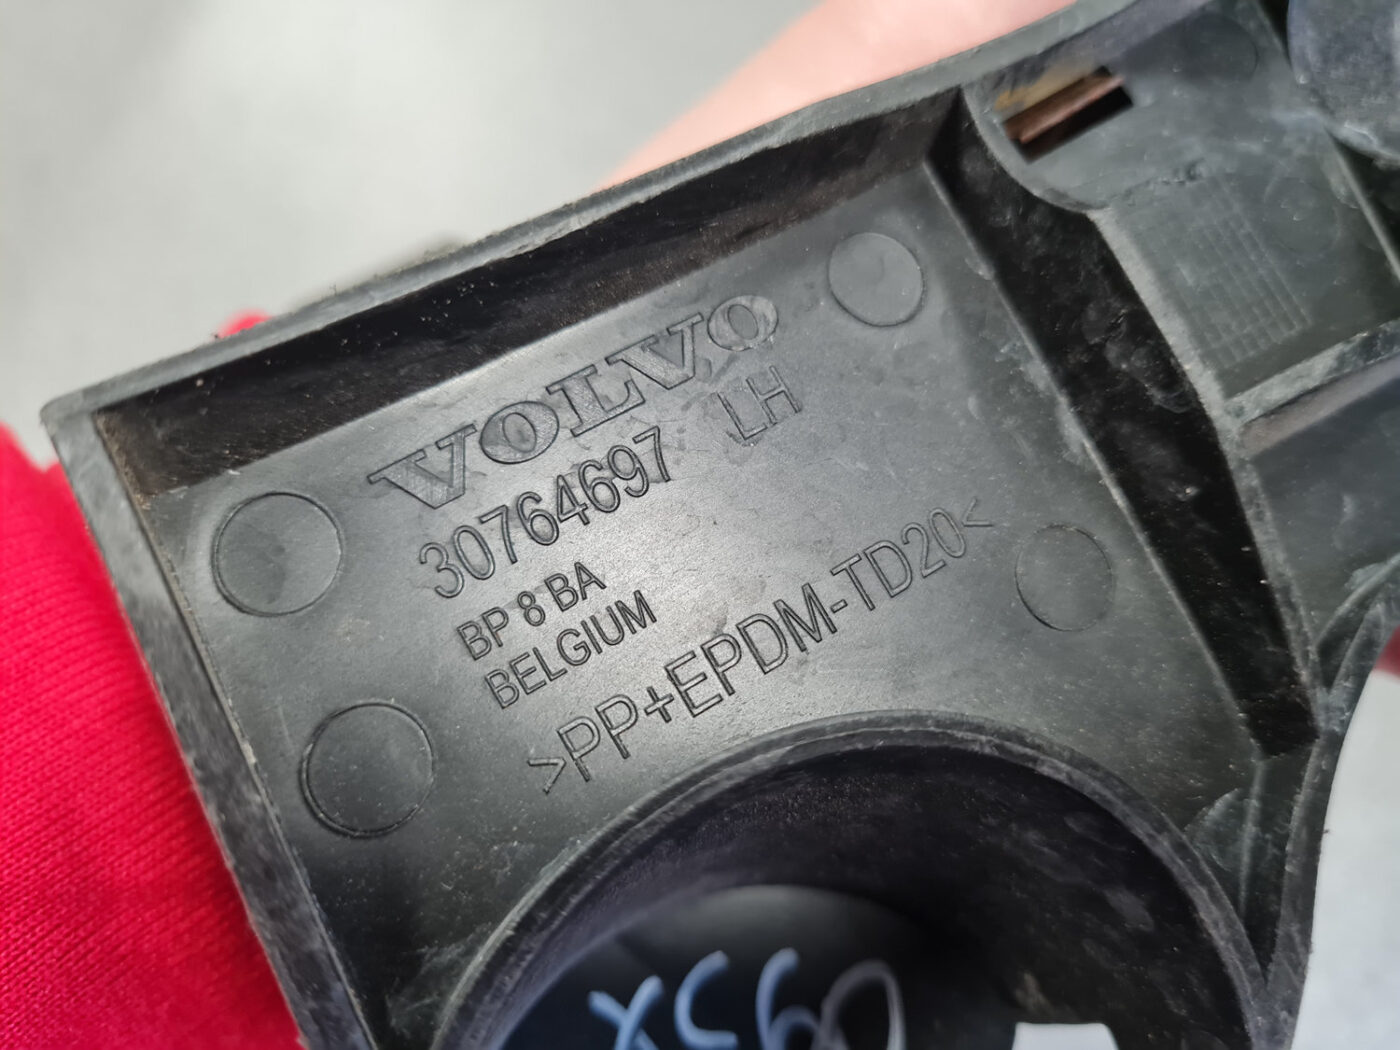 VOLVO
30764697 LH
BP 8 BA
BELGIUM
>PP+EPDM-TD20<
XC60